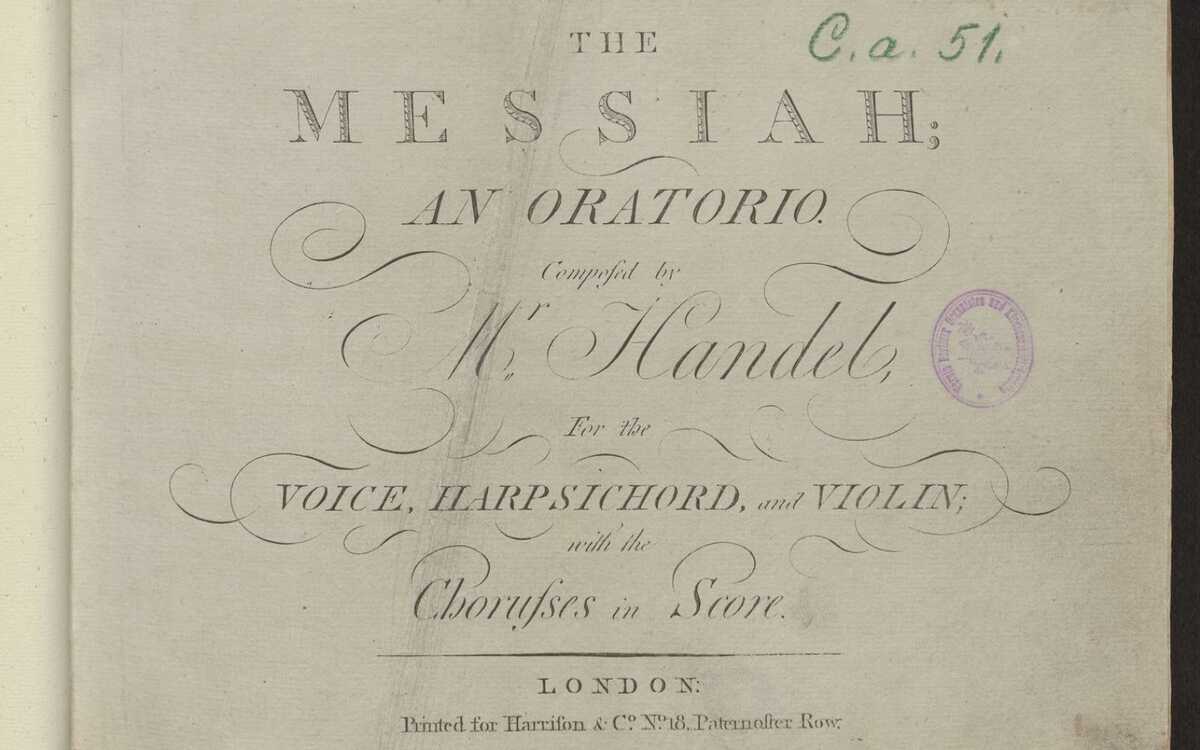 C.a. 51.
THE
MESSIAH;
AN ORATORIO.
Compoſed by
Mr. Handel,
For the
VOICE, HARPSICHORD, and VIOLIN;
with the
Choruſses in Score.
LONDON:
Printed for Harriſon & Co. No. 18, Paternoſter Row.